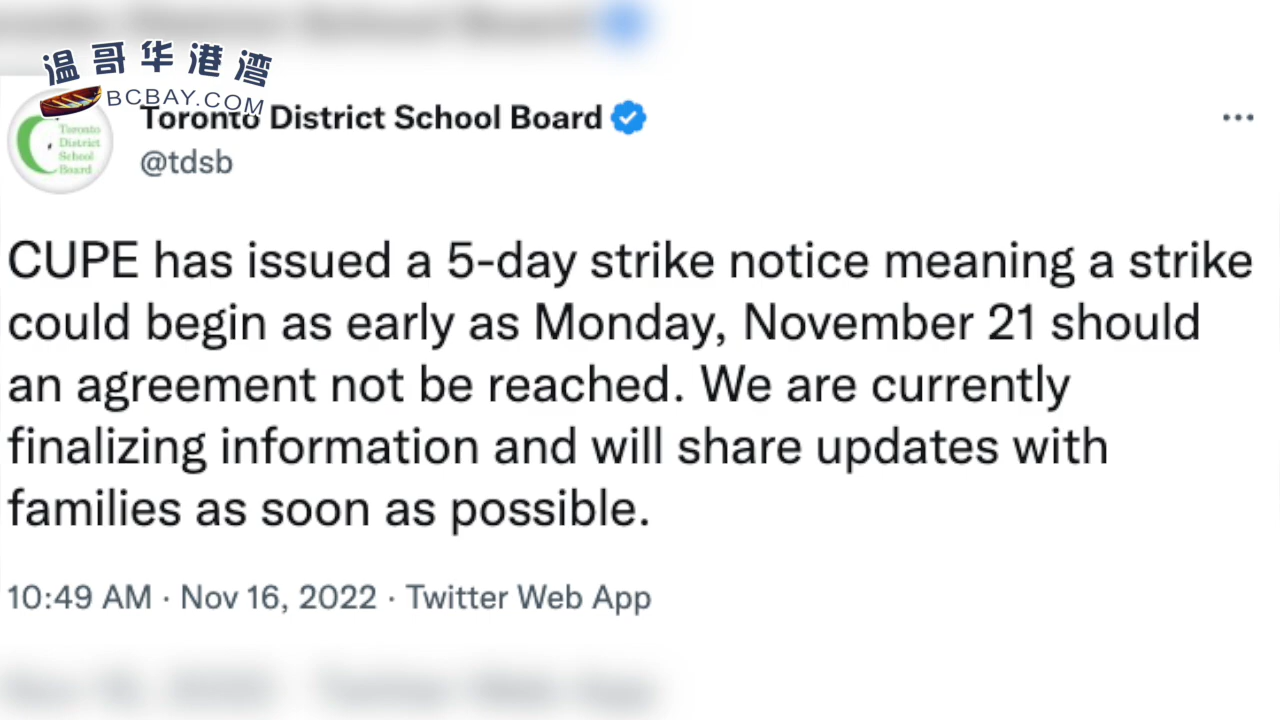 温哥华港湾
BCBAY.COM
Toronto
District
School
Board
Toronto District School Board
@tdsb
CUPE has issued a 5-day strike notice meaning a strike
could begin as early as Monday, November 21 should
an agreement not be reached. We are currently
finalizing information and will share updates with
families as soon as possible.
10:49 AM · Nov 16, 2022 · Twitter Web App